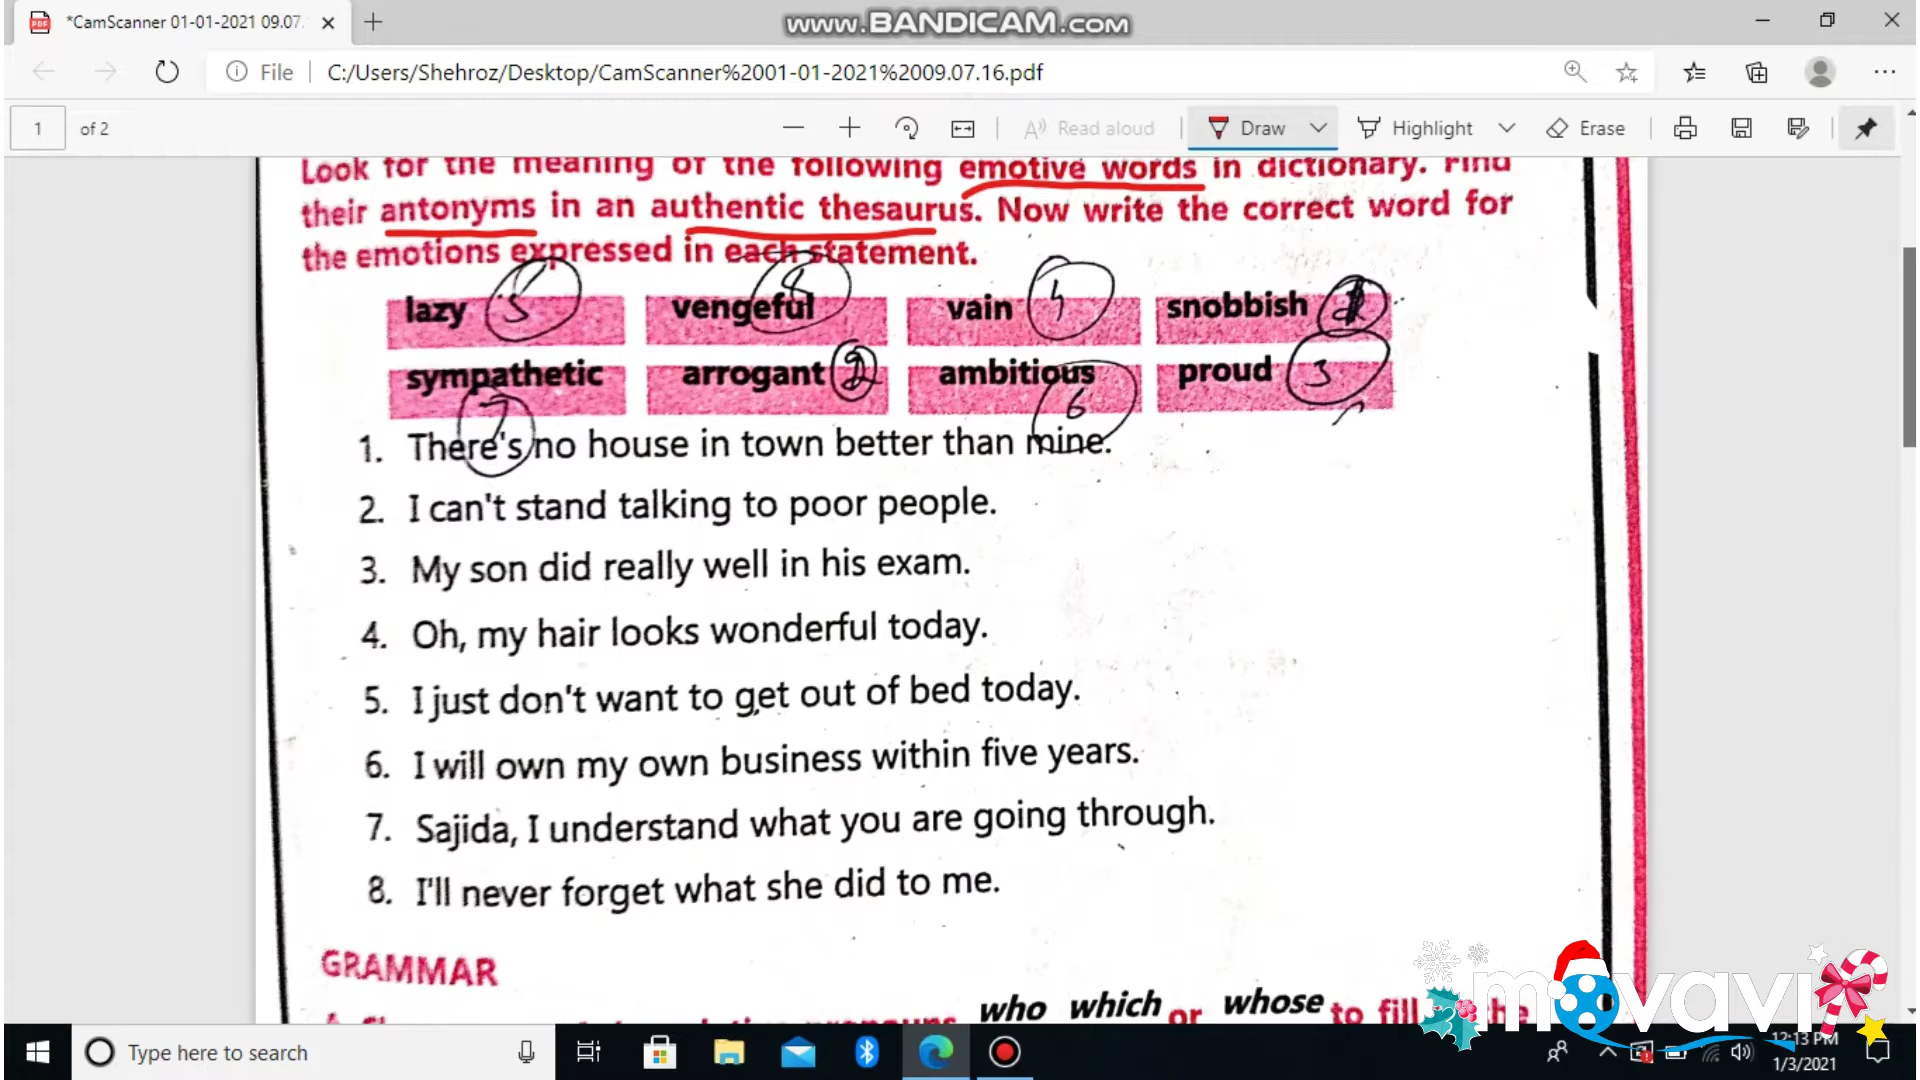 *CamScanner 01-01-2021 09.07.
www.BANDICAM.com
File
C:/Users/Shehroz/Desktop/CamScanner%2001-01-2021%2009.07.16.pdf
1 of 2
Read aloud
Draw
Highlight
Erase
Look for the meaning of the following emotive words in dictionary. Find
their antonyms in an authentic thesaurus. Now write the correct word for
the emotions expressed in each statement.
lazy 5 vengeful 8 vain 4 snobbish
sympathetic 7 arrogant ambitious 6 proud 3
1. There's no house in town better than mine.
2. I can't stand talking to poor people.
3. My son did really well in his exam.
4. Oh, my hair looks wonderful today.
5. I just don't want to get out of bed today.
6. I will own my own business within five years.
7. Sajida, I understand what you are going through.
8. I'll never forget what she did to me.
GRAMMAR
who which or whose to fill the
movavi
Type here to search
12:13 PM
1/3/2021